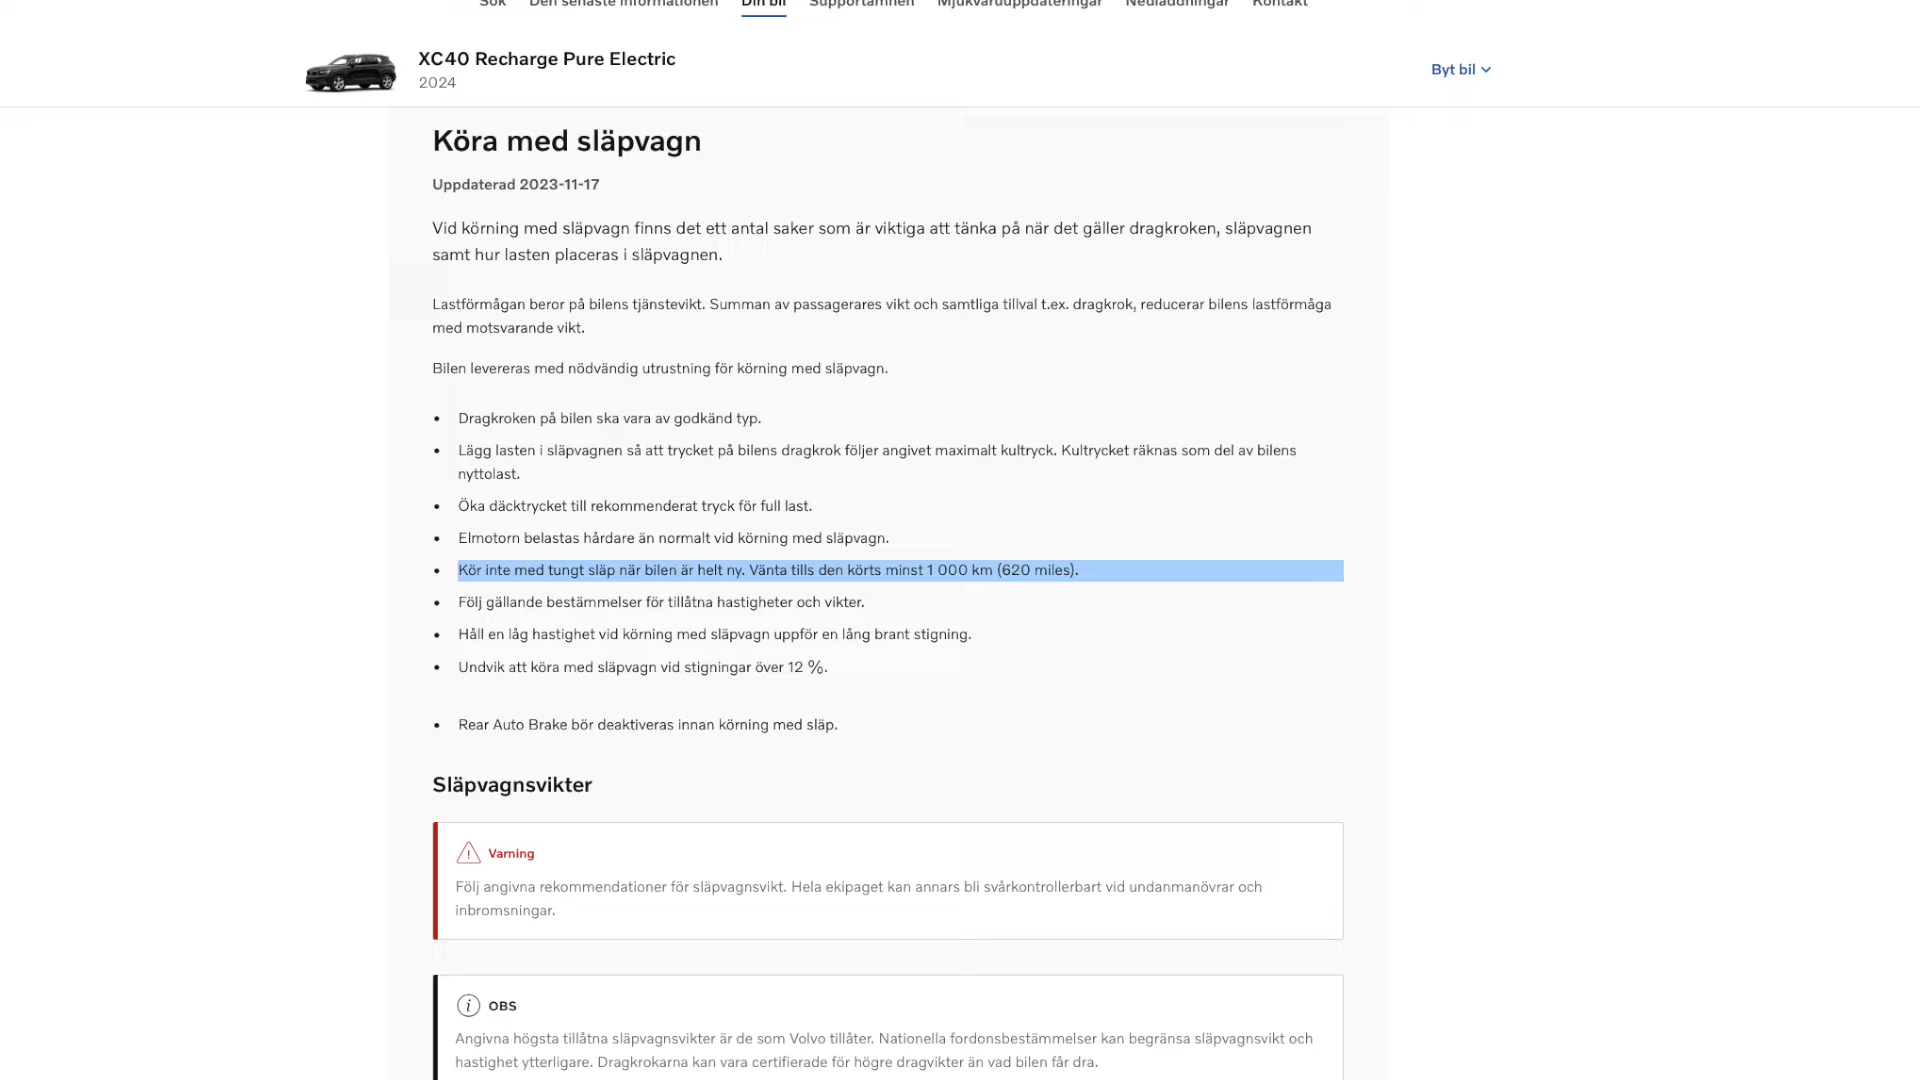 Sök Den senaste informationen Din bil Supportämnen Mjukvaruuppdateringar Nedladdningar Kontakt
XC40 Recharge Pure Electric
2024
Byt bil
Köra med släpvagn
Uppdaterad 2023-11-17
Vid körning med släpvagn finns det ett antal saker som är viktiga att tänka på när det gäller dragkroken, släpvagnen
samt hur lasten placeras i släpvagnen.
Lastförmågan beror på bilens tjänstevikt. Summan av passagerares vikt och samtliga tillval t.ex. dragkrok, reducerar bilens lastförmåga
med motsvarande vikt.
Bilen levereras med nödvändig utrustning för körning med släpvagn.
• Dragkroken på bilen ska vara av godkänd typ.
• Lägg lasten i släpvagnen så att trycket på bilens dragkrok följer angivet maximalt kultryck. Kultrycket räknas som del av bilens
nyttolast.
• Öka däcktrycket till rekommenderat tryck för full last.
• Elmotorn belastas hårdare än normalt vid körning med släpvagn.
• Kör inte med tungt släp när bilen är helt ny. Vänta tills den körts minst 1 000 km (620 miles).
• Följ gällande bestämmelser för tillåtna hastigheter och vikter.
• Håll en låg hastighet vid körning med släpvagn uppför en lång brant stigning.
• Undvik att köra med släpvagn vid stigningar över 12 %.
• Rear Auto Brake bör deaktiveras innan körning med släp.
Släpvagnsvikter
Varning
Följ angivna rekommendationer för släpvagnsvikt. Hela ekipaget kan annars bli svårkontrollerbart vid undanmanövrar och
inbromsningar.
OBS
Angivna högsta tillåtna släpvagnsvikter är de som Volvo tillåter. Nationella fordonsbestämmelser kan begränsa släpvagnsvikt och
hastighet ytterligare. Dragkrokarna kan vara certifierade för högre dragvikter än vad bilen får dra.